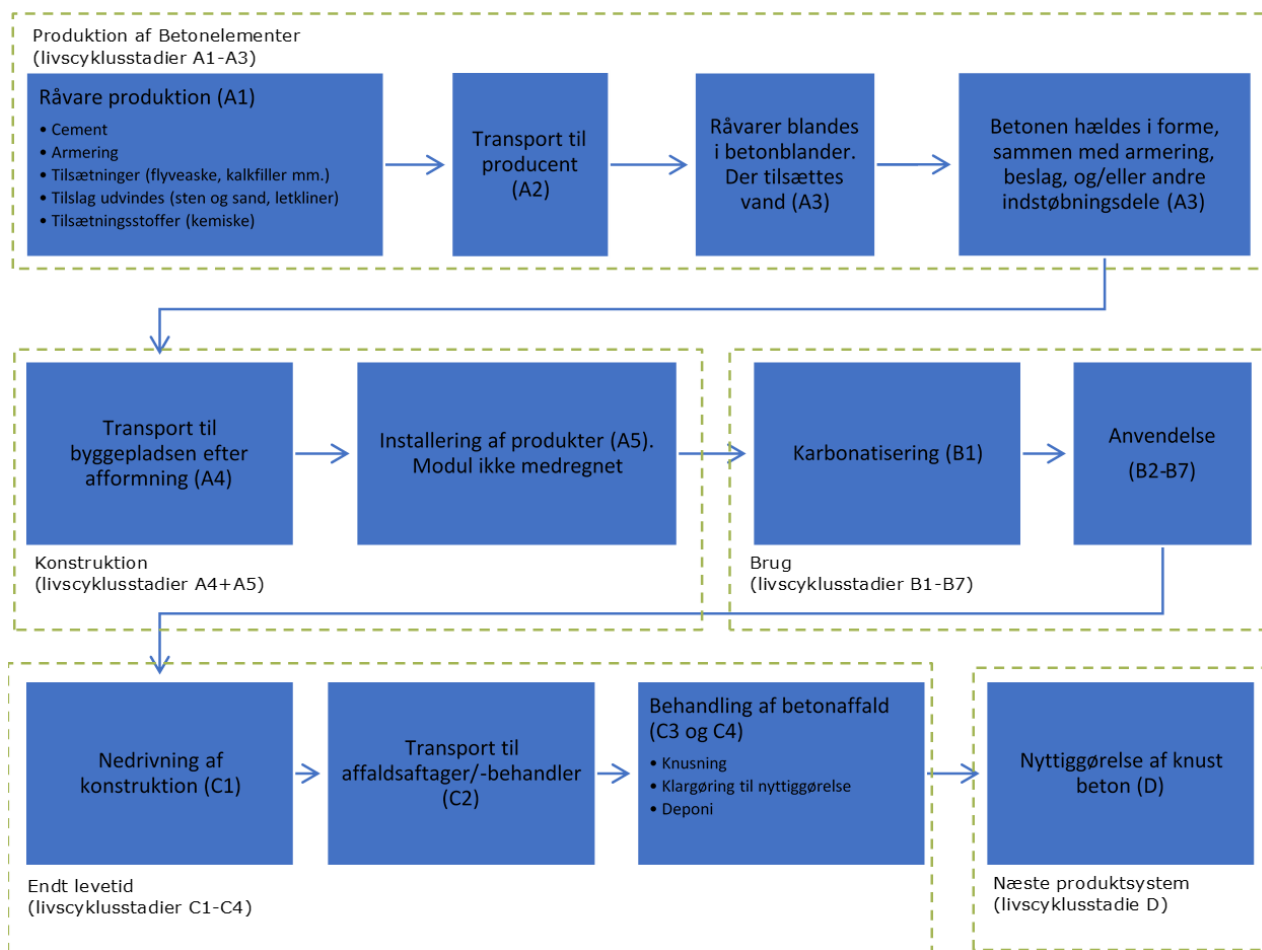 Produktion af Betonelementer
(livscyklusstadier A1-A3)
Råvare produktion (A1)
• Cement
• Armering
• Tilsætninger (flyveaske, kalkfiller mm.)
• Tilslag udvindes (sten og sand, letkliner)
• Tilsætningsstoffer (kemiske)
Transport til
producent
(A2)
Råvarer blandes
i betonblander.
Der tilsættes
vand (A3)
Betonen hældes i forme,
sammen med armering,
beslag, og/eller andre
indstøbningsdele (A3)
Transport til
byggepladsen efter
afformning (A4)
Installering af produkter (A5).
Modul ikke medregnet
Konstruktion
(livscyklusstadier A4+A5)
Karbonatisering (B1)
Anvendelse
(B2-B7)
Brug
(livscyklusstadier B1-B7)
Nedrivning af
konstruktion (C1)
Transport til
affaldsaftager/-behandler
(C2)
Behandling af betonaffald
(C3 og C4)
• Knusning
• Klargøring til nyttiggørelse
• Deponi
Endt levetid
(livscyklusstadier C1-C4)
Nyttiggørelse af knust
beton (D)
Næste produktsystem
(livscyklusstadie D)